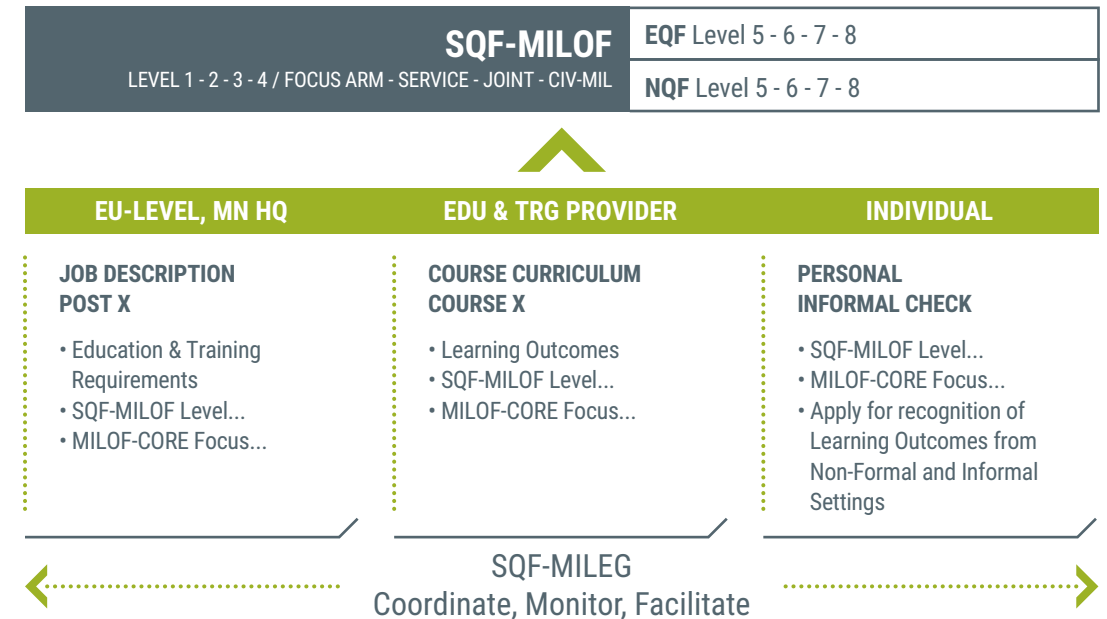 SQF-MILOF
LEVEL 1 - 2 - 3 - 4 / FOCUS ARM - SERVICE - JOINT - CIV-MIL
EQF Level 5 - 6 - 7 - 8
NQF Level 5 - 6 - 7 - 8
EU-LEVEL, MN HQ
EDU & TRG PROVIDER
INDIVIDUAL
JOB DESCRIPTION
POST X
• Education & Training
Requirements
• SQF-MILOF Level...
• MILOF-CORE Focus...
COURSE CURRICULUM
COURSE X
• Learning Outcomes
• SQF-MILOF Level...
• MILOF-CORE Focus...
PERSONAL
INFORMAL CHECK
• SQF-MILOF Level...
• MILOF-CORE Focus...
• Apply for recognition of
Learning Outcomes from
Non-Formal and Informal
Settings
SQF-MILEG
Coordinate, Monitor, Facilitate